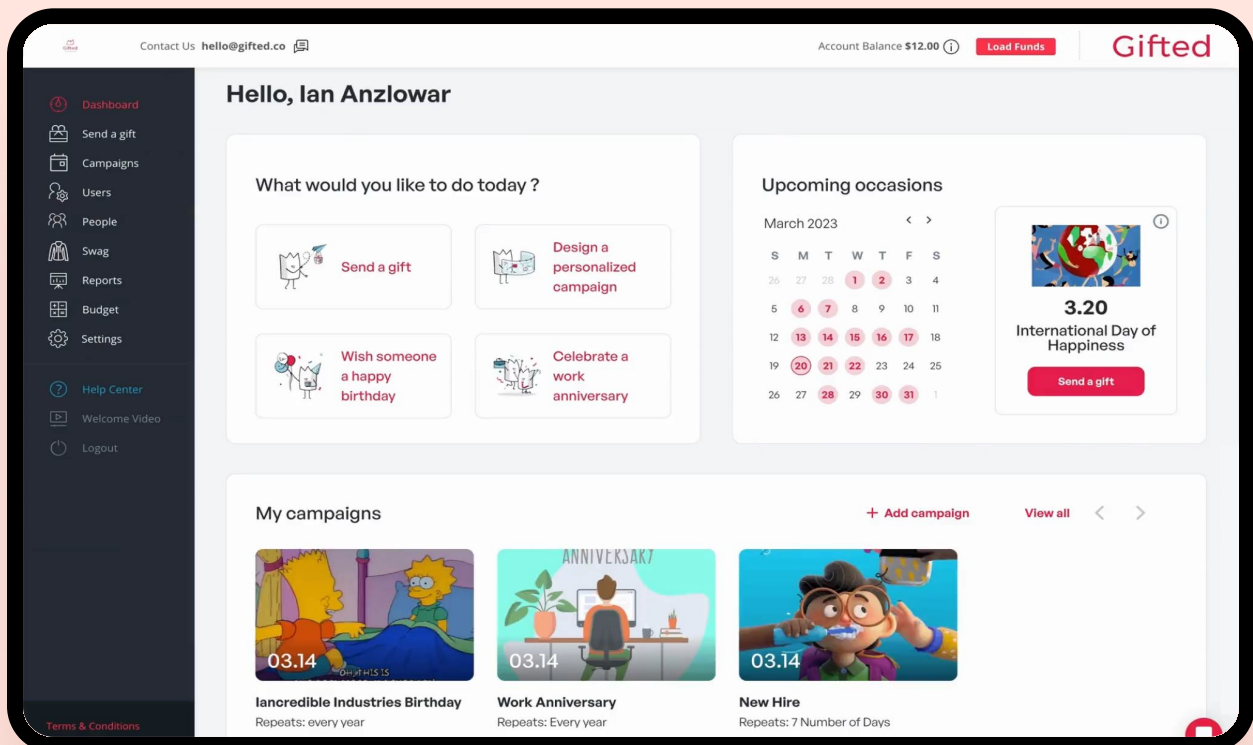 Contact Us hello@gifted.co
Account Balance $12.00
Load Funds
Gifted
Dashboard
Send a gift
Campaigns
Users
People
Swag
Reports
Budget
Settings
Help Center
Welcome Video
Logout
Terms & Conditions
Hello, Ian Anzlowar
What would you like to do today ?
Send a gift
Design a
personalized
campaign
Wish someone
a happy
birthday
Celebrate a
work
anniversary
Upcoming occasions
March 2023 < >
S M T W T F S
26 27 28 1 2 3 4
5 6 7 8 9 10 11
12 13 14 15 16 17 18
19 20 21 22 23 24 25
26 27 28 29 30 31 1
3.20
International Day of
Happiness
Send a gift
My campaigns
+ Add campaign
View all < >
03.14
OH, THIS IS
Iancredible Industries Birthday
Repeats: every year
ANNIVERSARY
03.14
Work Anniversary
Repeats: Every year
03.14
New Hire
Repeats: 7 Number of Days